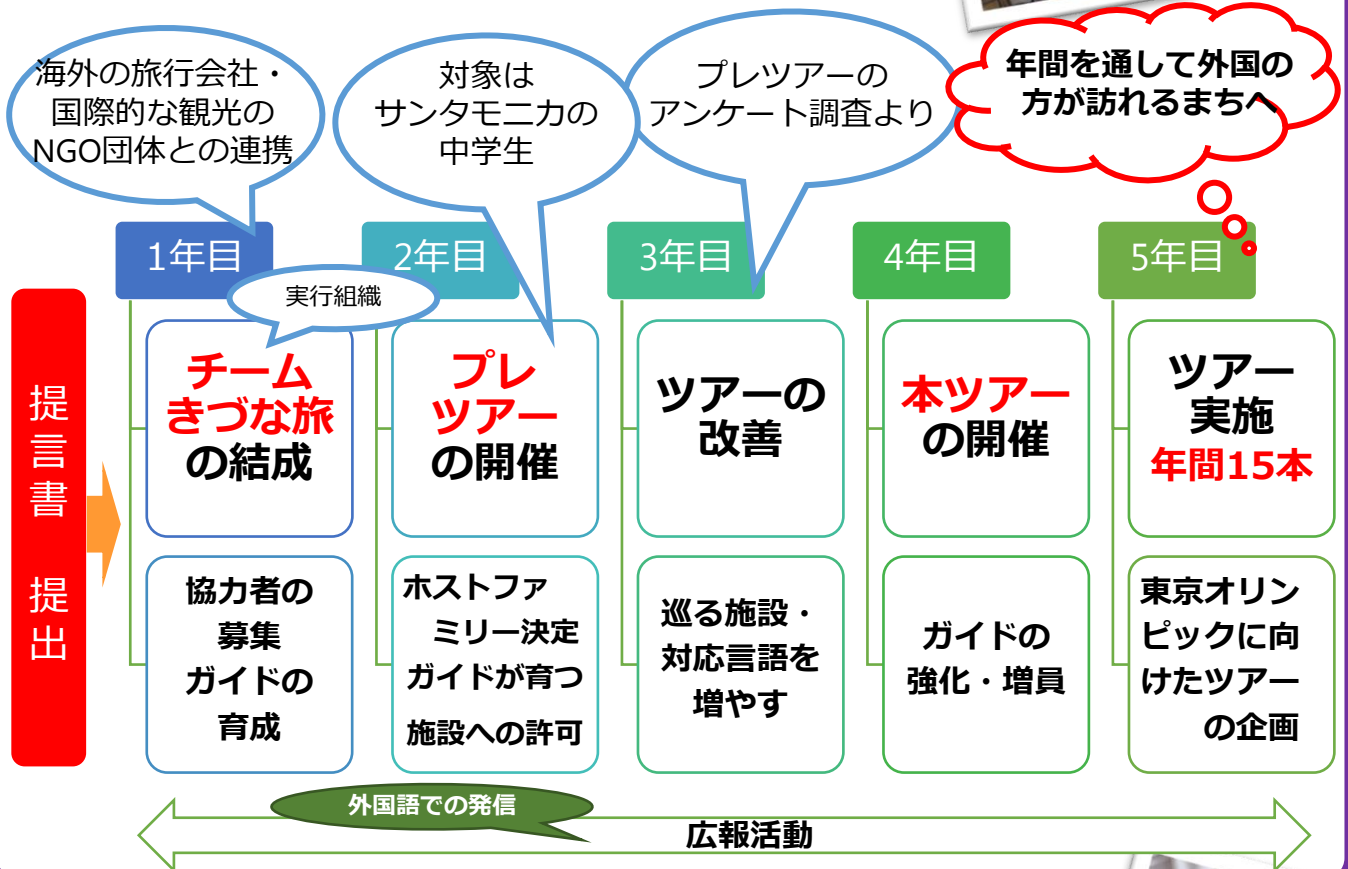 海外の旅行会社・
国際的な観光の
NGO団体との連携
対象は
サンタモニカの
中学生
プレツアーの
アンケート調査より
年間を通して外国の
方が訪れるまちへ
1年目
2年目
3年目
4年目
5年目
実行組織
提言書 提出
チーム
きづな旅
の結成
プレ
ツアー
の開催
ツアーの
改善
本ツアー
の開催
ツアー
実施
年間15本
協力者の
募集
ガイドの
育成
ホストファ
ミリー決定
ガイドが育つ
施設への許可
巡る施設・
対応言語を
増やす
ガイドの
強化・増員
東京オリン
ピックに向
けたツアー
の企画
外国語での発信
広報活動